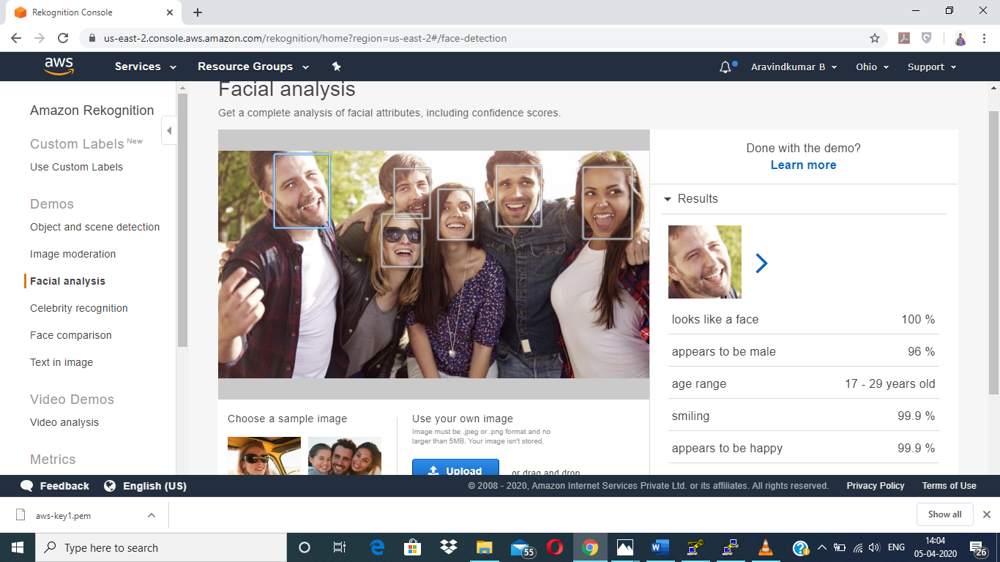 Rekognition Console
us-east-2.console.aws.amazon.com/rekognition/home?region=us-east-2#/face-detection
aws
Services
Resource Groups
Aravindkumar B
Ohio
Support
Amazon Rekognition
Custom Labels New
Use Custom Labels
Demos
Object and scene detection
Image moderation
Facial analysis
Celebrity recognition
Face comparison
Text in image
Video Demos
Video analysis
Metrics
Facial analysis
Get a complete analysis of facial attributes, including confidence scores.
Choose a sample image
Use your own image
Image must be .jpeg or .png format and no
larger than 5MB. Your image isn't stored.
Upload
or drag and drop
Done with the demo?
Learn more
Results
looks like a face 100 %
appears to be male 96 %
age range 17 - 29 years old
smiling 99.9 %
appears to be happy 99.9 %
Feedback
English (US)
© 2008 - 2020, Amazon Internet Services Private Ltd. or its affiliates. All rights reserved.
Privacy Policy
Terms of Use
aws-key1.pem
Show all
Type here to search
55
ENG
14:04
05-04-2020
26